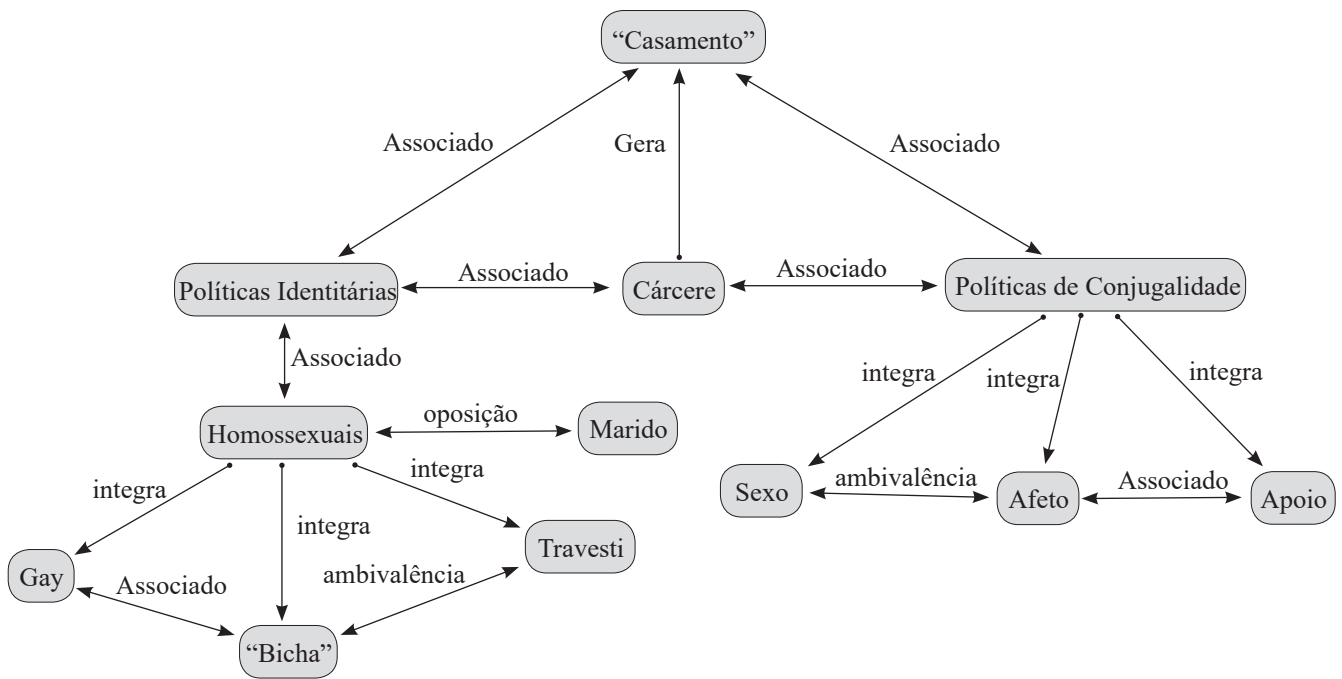 “Casamento”
Associado
Gera
Associado
Políticas Identitárias
Associado
Cárcere
Associado
Políticas de Conjugalidade
Associado
integra
integra
integra
Homossexuais
oposição
Marido
integra
integra
integra
Sexo
ambivalência
Afeto
Associado
Apoio
Travesti
Gay
Associado
ambivalência
“Bicha”